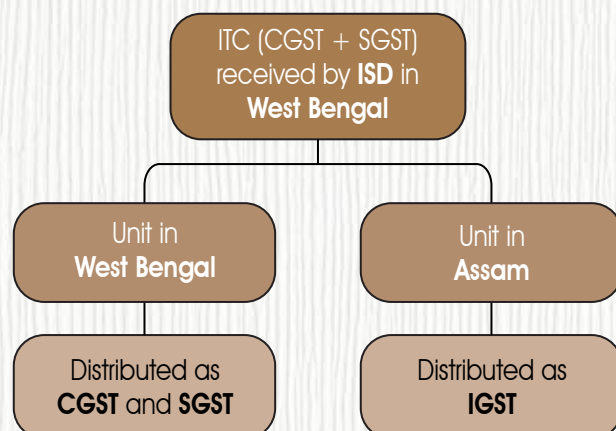 ITC (CGST + SGST)
received by ISD in
West Bengal
Unit in
West Bengal
Unit in
Assam
Distributed as
CGST and SGST
Distributed as
IGST